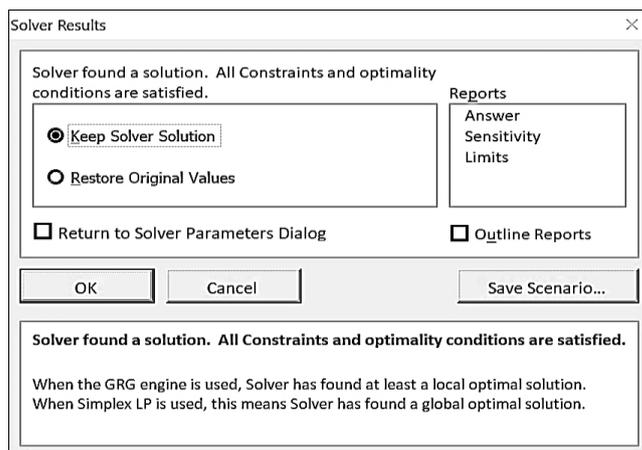 Solver Results
Solver found a solution. All Constraints and optimality
conditions are satisfied.
Reports
Keep Solver Solution
Restore Original Values
Answer
Sensitivity
Limits
Return to Solver Parameters Dialog
Outline Reports
OK
Cancel
Save Scenario...
Solver found a solution. All Constraints and optimality conditions are satisfied.
When the GRG engine is used, Solver has found at least a local optimal solution.
When Simplex LP is used, this means Solver has found a global optimal solution.